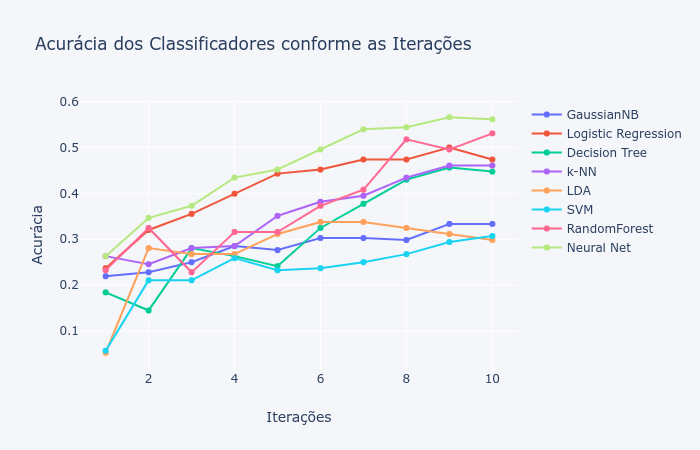 Acurácia dos Classificadores conforme as Iterações
Acurácia
0.6
0.5
0.4
0.3
0.2
0.1
2 4 6 8 10
Iterações
GaussianNB
Logistic Regression
Decision Tree
k-NN
LDA
SVM
RandomForest
Neural Net